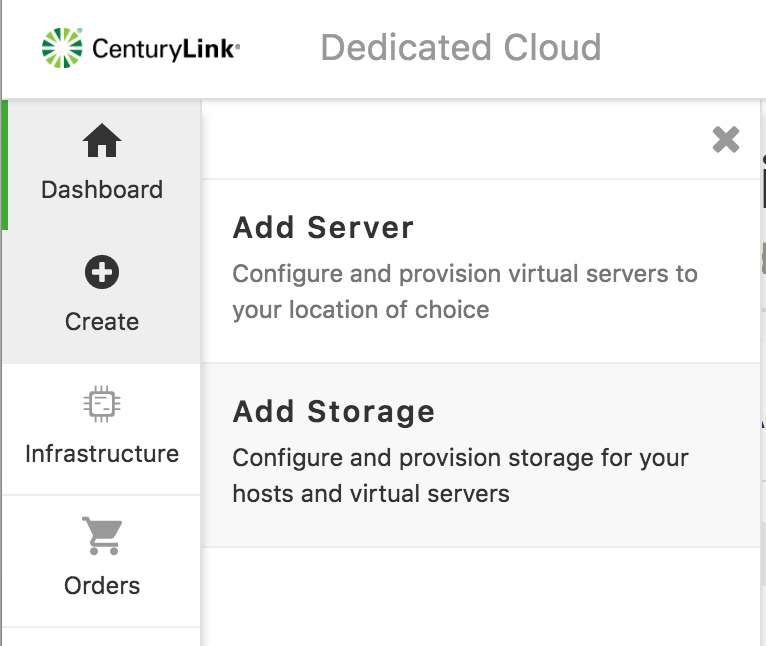 CenturyLink®
Dedicated Cloud
Dashboard
Create
Infrastructure
Orders
Add Server
Configure and provision virtual servers to
your location of choice
Add Storage
Configure and provision storage for your
hosts and virtual servers